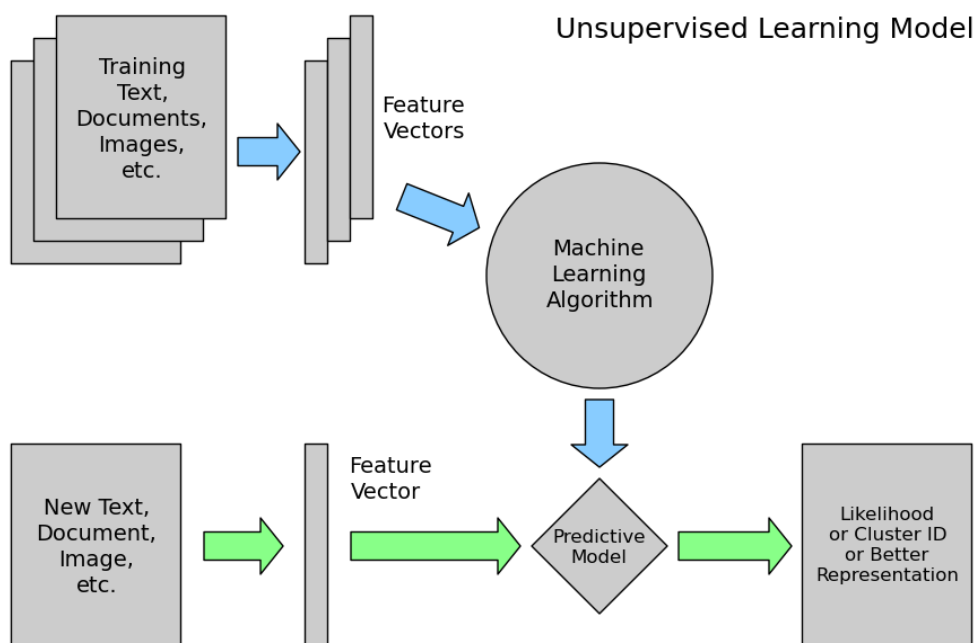 Unsupervised Learning Model
Training
Text,
Documents,
Images,
etc.
Feature
Vectors
Machine
Learning
Algorithm
New Text,
Document,
Image,
etc.
Feature
Vector
Predictive
Model
Likelihood
or Cluster ID
or Better
Representation